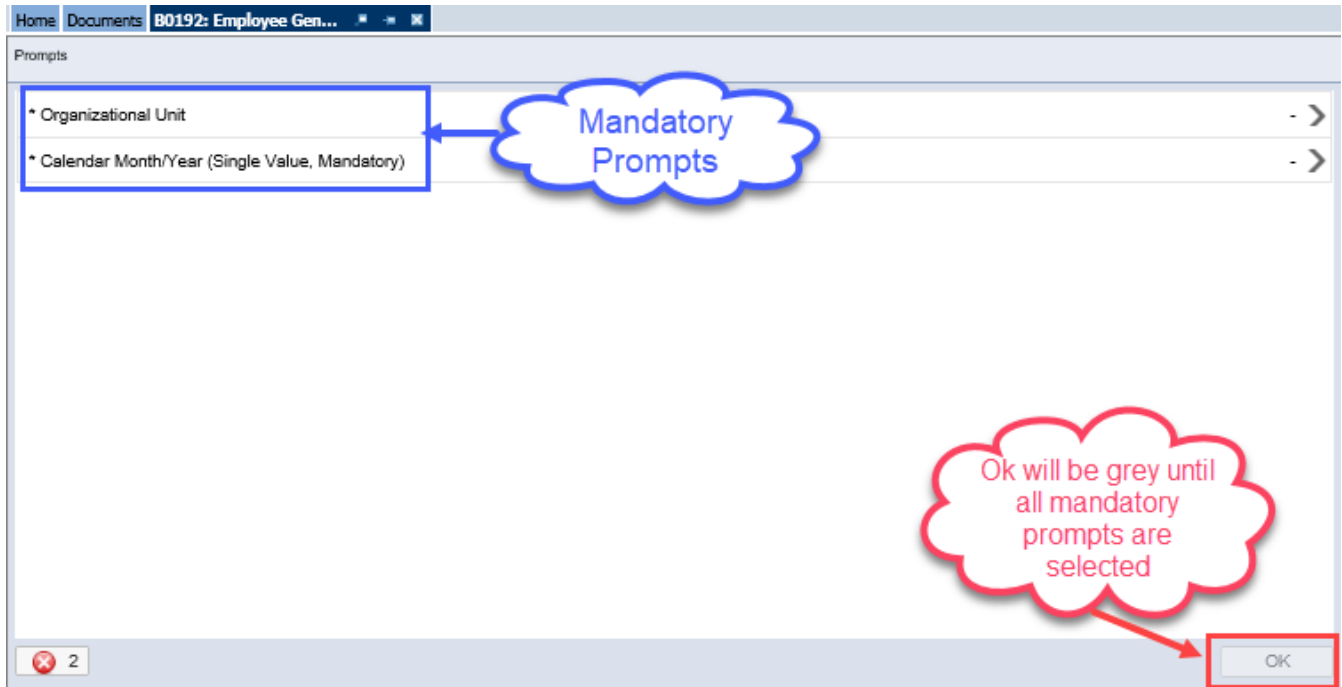 Home Documents B0192: Employee Gen...
Prompts
* Organizational Unit -
* Calendar Month/Year (Single Value, Mandatory) -
Mandatory
Prompts
Ok will be grey until
all mandatory
prompts are
selected
2
OK